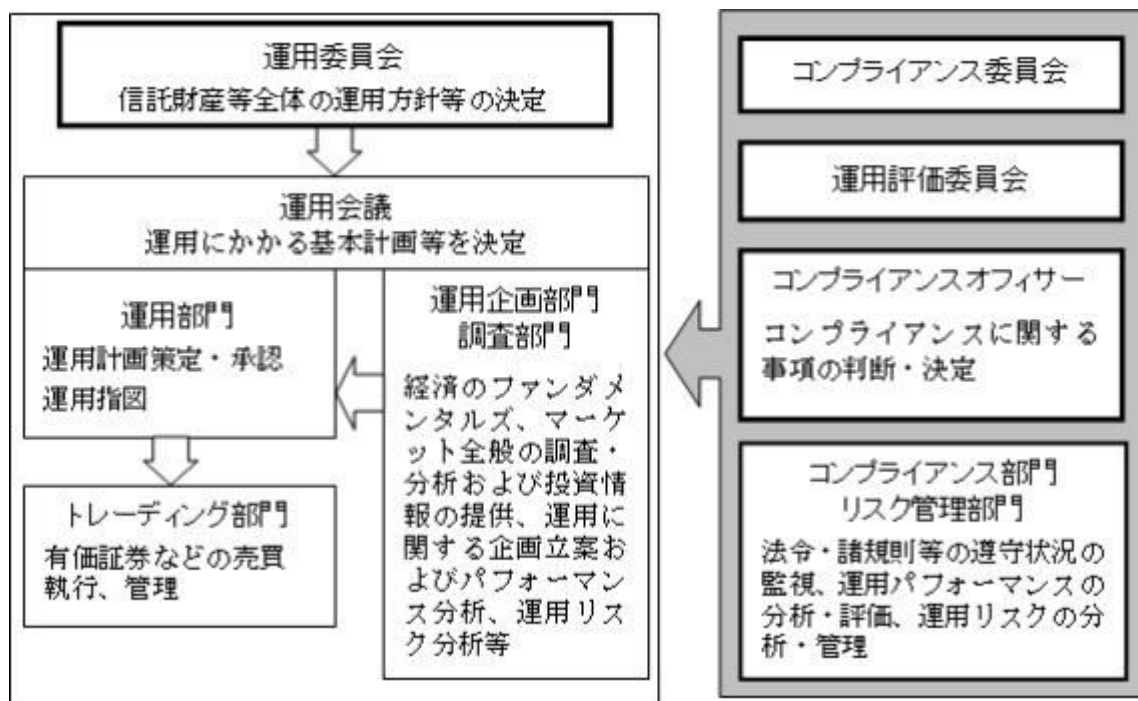 運用委員会
信託財産等全体の運用方針等の決定
運用会議
運用にかかる基本計画等を決定
運用部門
運用計画策定・承認
運用指図
トレーディング部門
有価証券などの売買
執行、管理
運用企画部門
調査部門
経済のファンダメ
ンタルズ、マーケ
ット全般の調査・
分析および投資情
報の提供、運用に
関する企画立案お
よびパフォーマン
ス分析、運用リス
ク分析等
コンプライアンス委員会
運用評価委員会
コンプライアンスオフィサー
コンプライアンスに関する
事項の判断・決定
コンプライアンス部門
リスク管理部門
法令・諸規則等の遵守状況の
監視、運用パフォーマンスの
分析・評価、運用リスクの分
析・管理